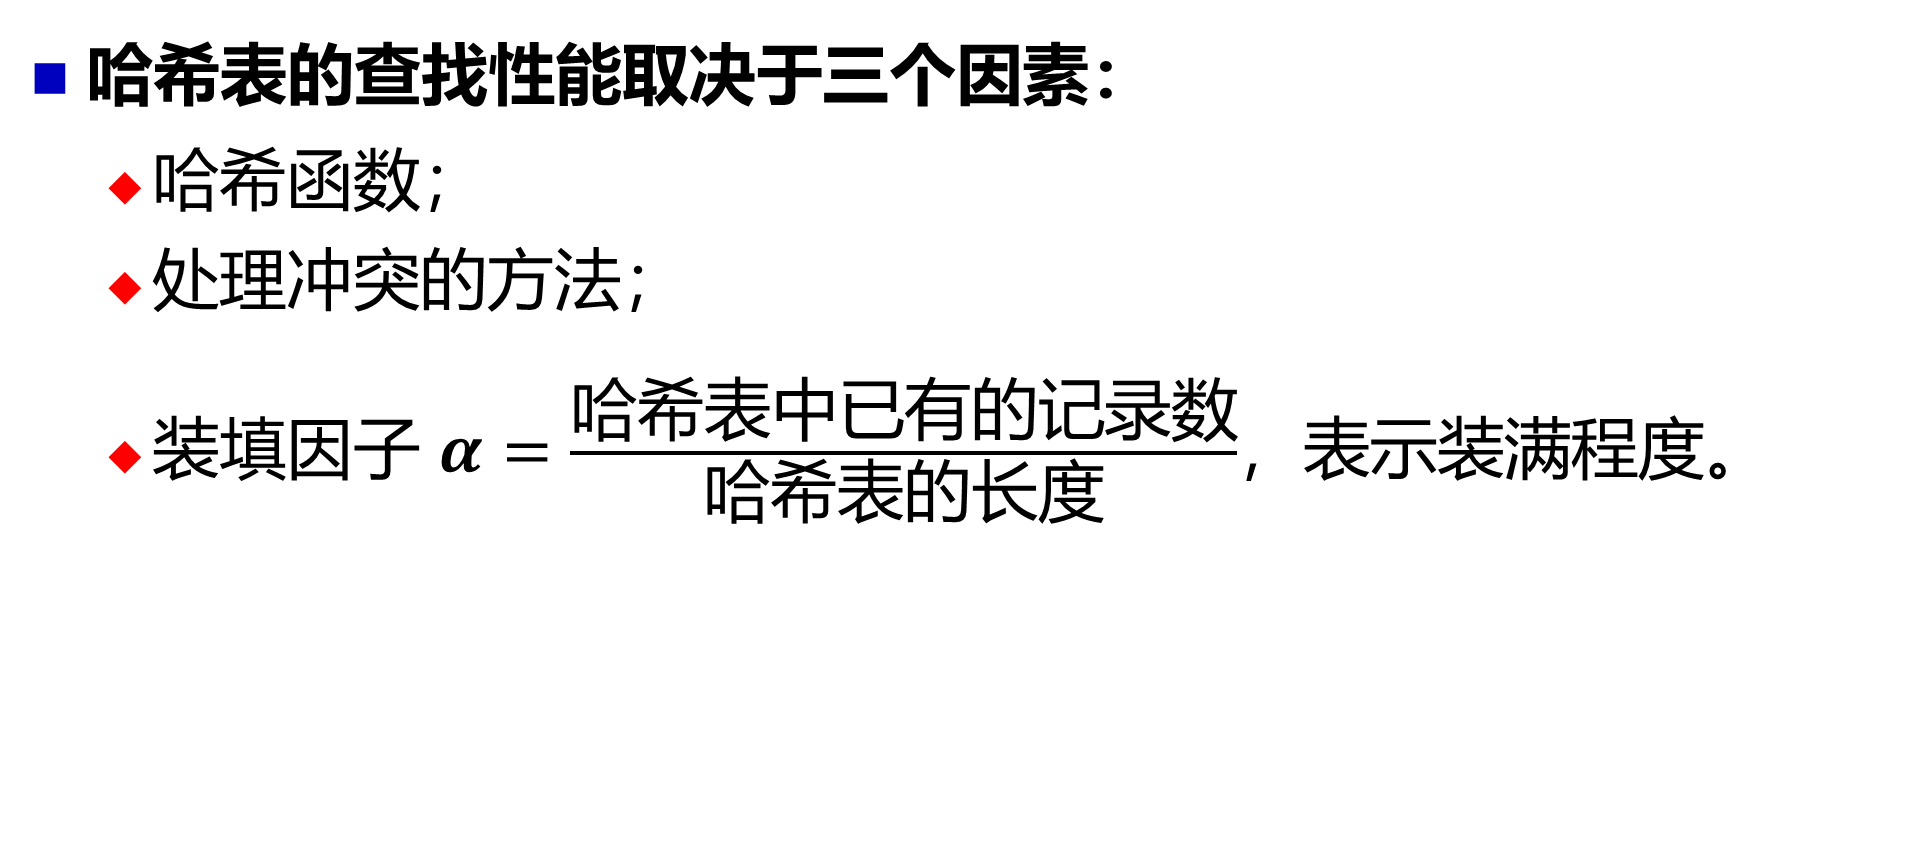 ■ 哈希表的查找性能取决于三个因素：
◆ 哈希函数；
◆ 处理冲突的方法；
◆ 装填因子 α = 哈希表中已有的记录数 / 哈希表的长度，表示装满程度。